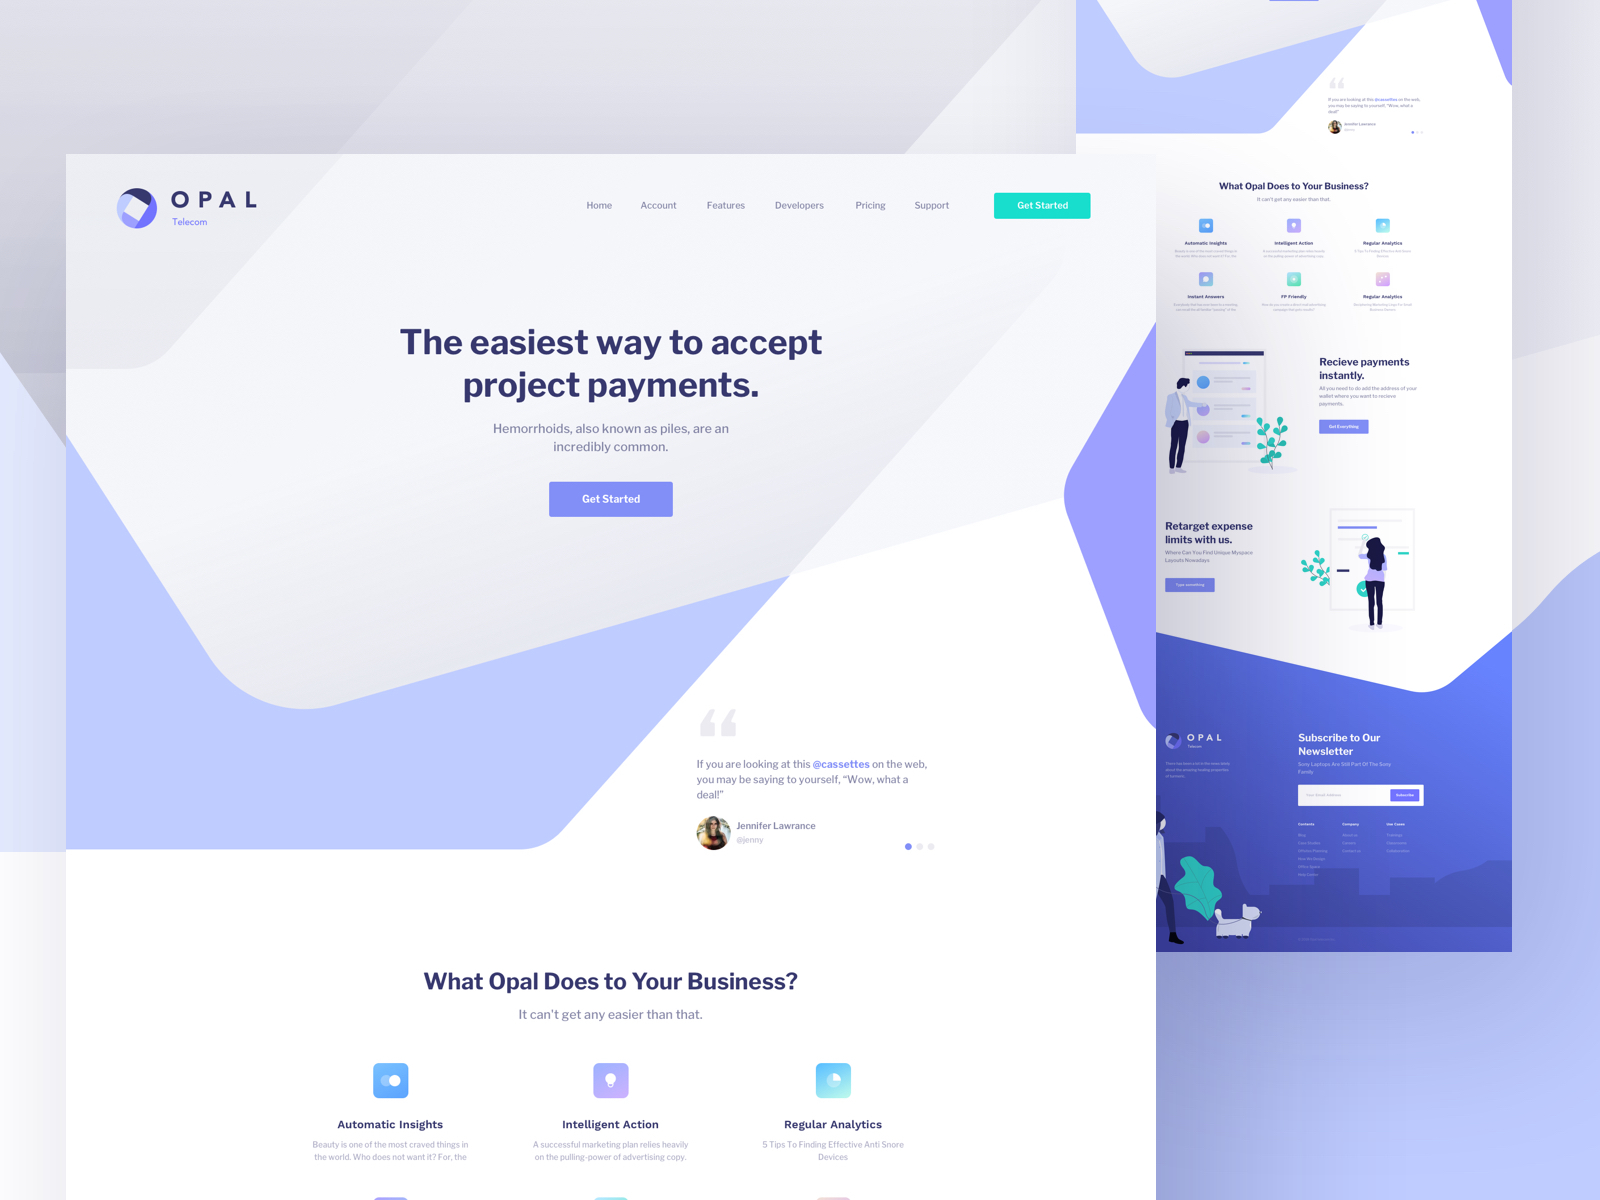 OPAL
Telecom
Home
Account
Features
Developers
Pricing
Support
Get Started
The easiest way to accept
project payments.
Hemorrhoids, also known as piles, are an
incredibly common.
Get Started
If you are looking at this @cassettes on the web,
you may be saying to yourself, “Wow, what a
deal!”
Jennifer Lawrance
@jenny
What Opal Does to Your Business?
It can't get any easier than that.
Automatic Insights
Beauty is one of the most craved things in
the world. Who does not want it? For, the
Intelligent Action
A successful marketing plan relies heavily
on the pulling-power of advertising copy.
Regular Analytics
5 Tips To Finding Effective Anti Snore
Devices
If you are looking at this @cassettes on the web,
you may be saying to yourself, “Wow, what a
deal!”
Jennifer Lawrance
What Opal Does to Your Business?
It can't get any easier than that.
Automatic Insights
Intelligent Action
Regular Analytics
5 Tips To Finding Effective Anti Snore
Devices
Instant Answers
FP Friendly
Regular Analytics
Recieve payments
instantly.
All you need to do add the address of your
wallet where you want to recieve
payments.
Get Everything
Retarget expense
limits with us.
Where Can You Find Unique Myspace
Layouts Nowadays
Type something
OPAL
Telecom
Subscribe to Our
Newsletter
Sony Laptops Are Still Part Of The Sony
Family
Your Email Address
Subscribe
Contents
Company
Use Cases
Blog